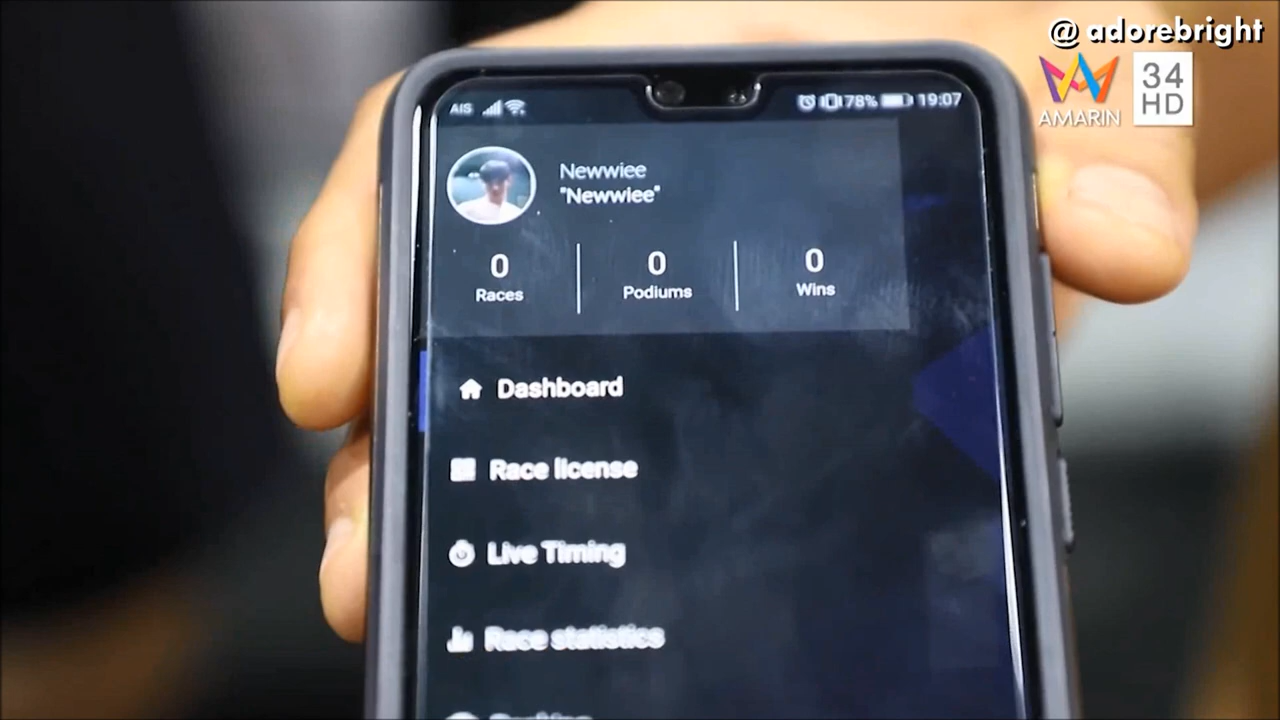 @ adorebright
AMARIN
34
HD
AIS
78%
19:07
Newwiee
"Newwiee"
0
Races
0
Podiums
0
Wins
Dashboard
Race license
Live Timing
Race statistics